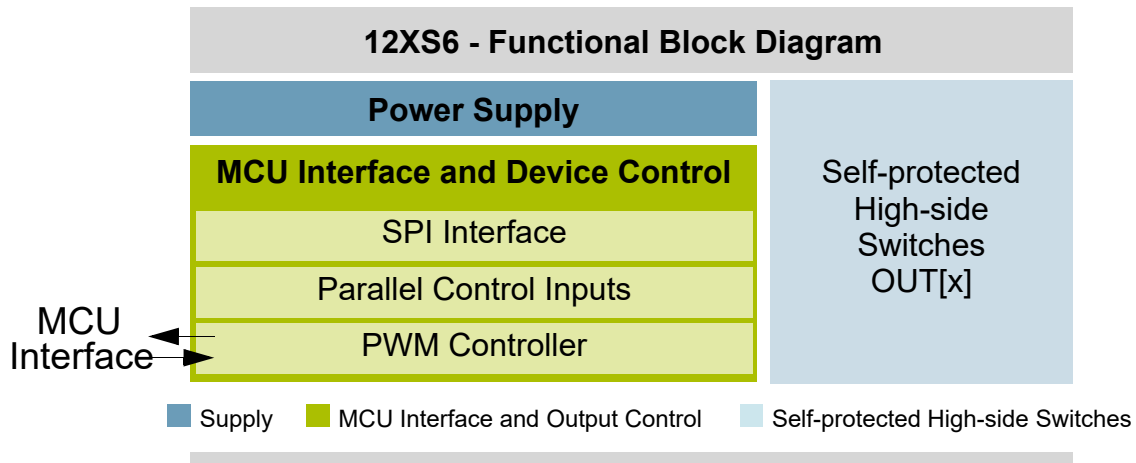 12XS6 - Functional Block Diagram
Power Supply
MCU Interface and Device Control
SPI Interface
Parallel Control Inputs
PWM Controller
Self-protected
High-side
Switches
OUT[x]
MCU
Interface
Supply
MCU Interface and Output Control
Self-protected High-side Switches